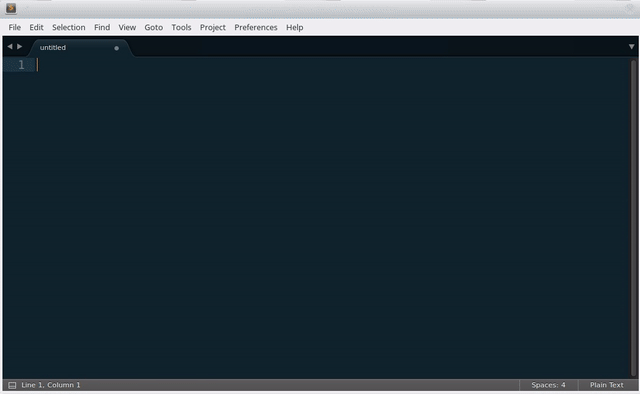 File Edit Selection Find View Goto Tools Project Preferences Help
untitled
1
Line 1, Column 1 Spaces: 4 Plain Text